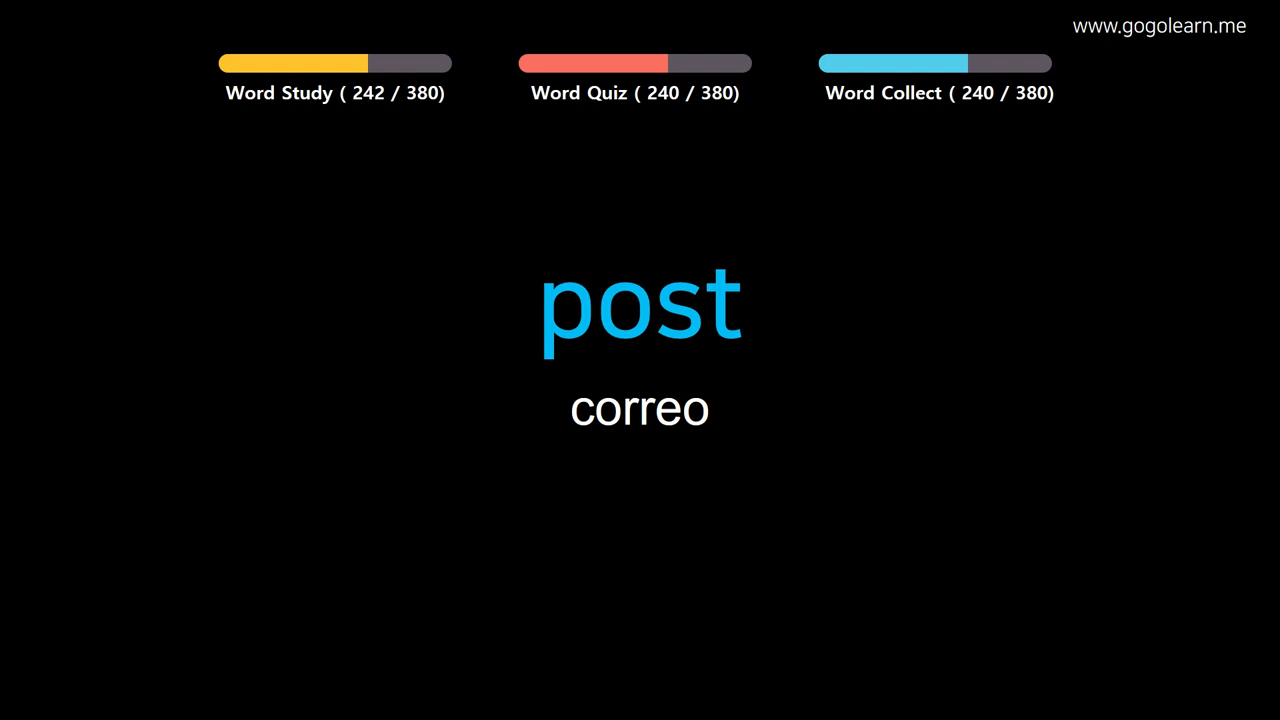 www.gogolearn.me
Word Study ( 242 / 380)
Word Quiz ( 240 / 380)
Word Collect ( 240 / 380)
post
correo